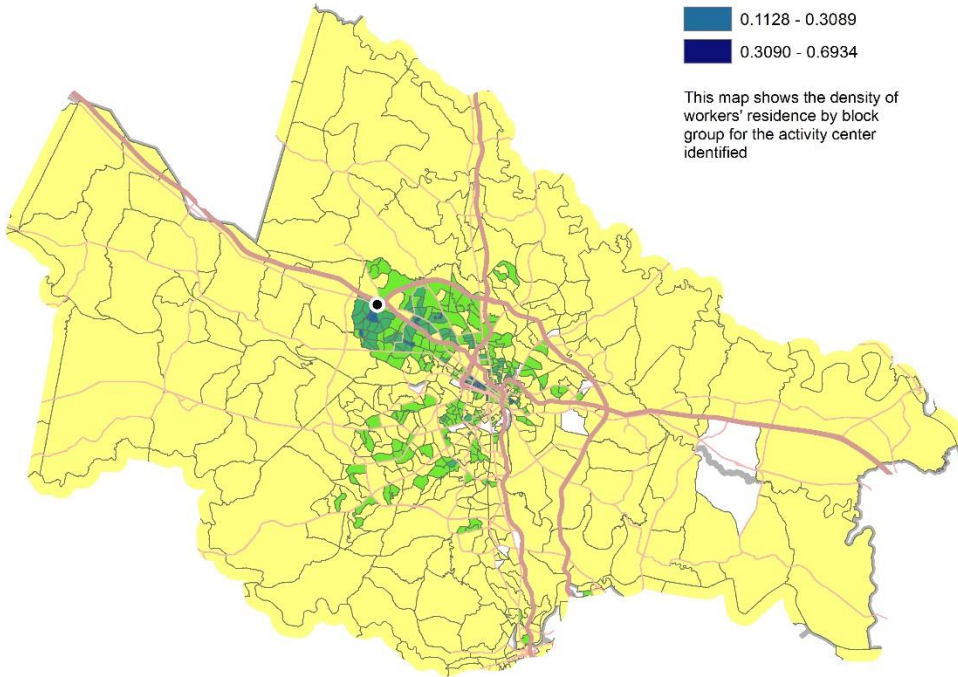 0.1128 - 0.3089
0.3090 - 0.6934
This map shows the density of
workers' residence by block
group for the activity center
identified